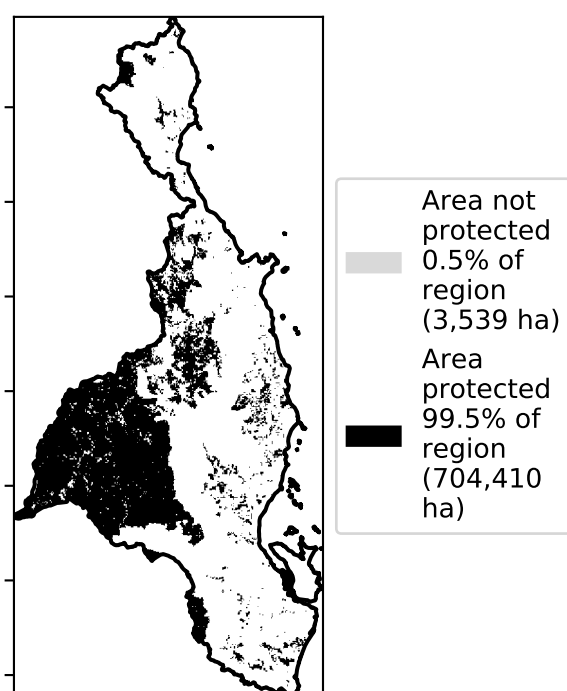 Area not
protected
0.5% of
region
(3,539 ha)
Area
protected
99.5% of
region
(704,410
ha)